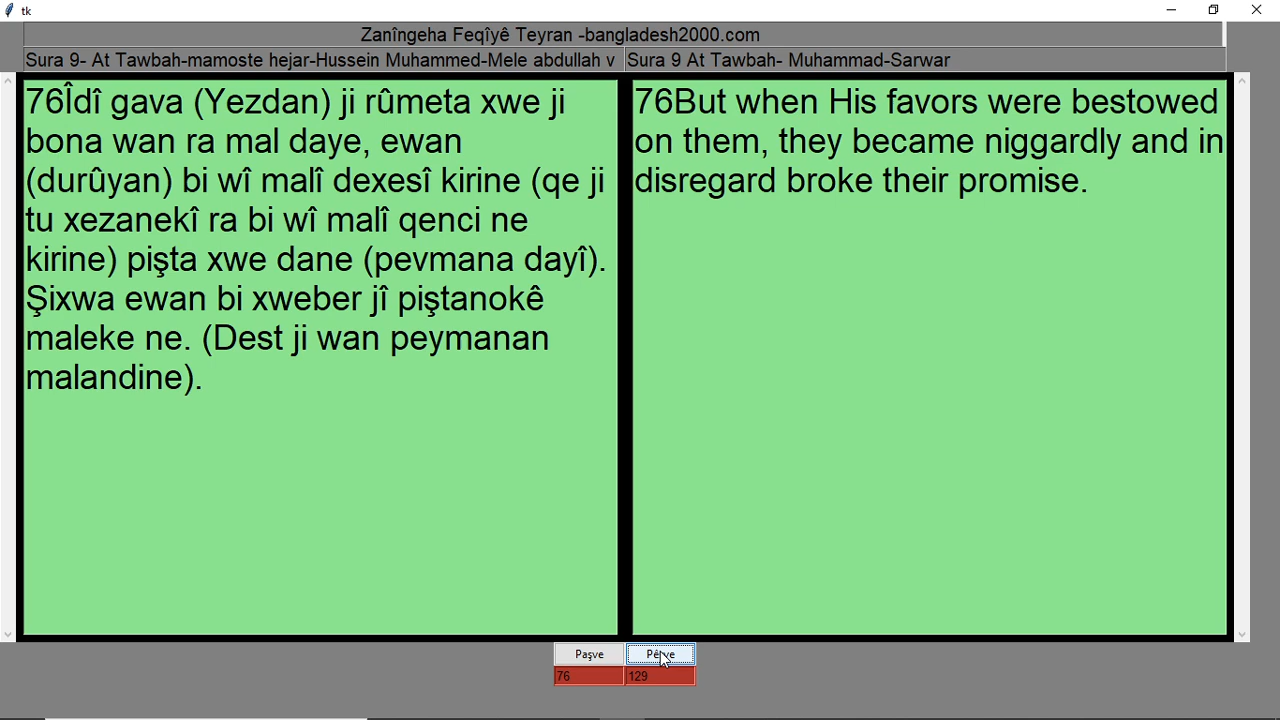 tk
Zanîngeha Feqîyê Teyran -bangladesh2000.com
Sura 9- At Tawbah-mamoste hejar-Hussein Muhammed-Mele abdullah v
Sura 9 At Tawbah- Muhammad-Sarwar
76Îdî gava (Yezdan) ji rûmeta xwe ji
bona wan ra mal daye, ewan
(durûyan) bi wî malî dexesî kirine (qe ji
tu xezanekî ra bi wî malî qenci ne
kirine) pişta xwe dane (pevmana dayî).
Şixwa ewan bi xweber jî piştanokê
maleke ne. (Dest ji wan peymanan
malandine).
76But when His favors were bestowed
on them, they became niggardly and in
disregard broke their promise.
Paşve
76
129